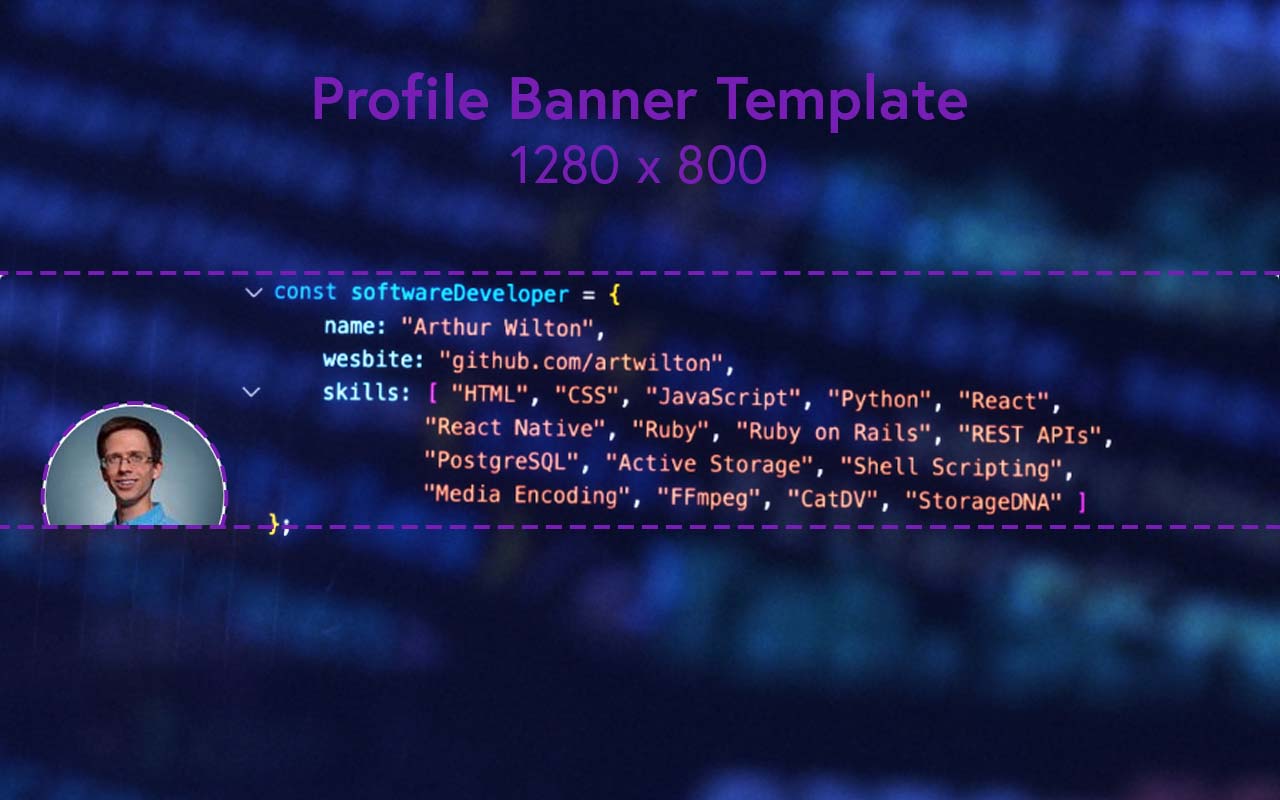 Profile Banner Template
1280 x 800
const softwareDeveloper = {
name: "Arthur Wilton",
wesbite: "github.com/artwilton",
skills: [ "HTML", "CSS", "JavaScript", "Python", "React",
"React Native", "Ruby", "Ruby on Rails", "REST APIs",
"PostgreSQL", "Active Storage", "Shell Scripting",
"Media Encoding", "FFmpeg", "CatDV", "StorageDNA" ]
};